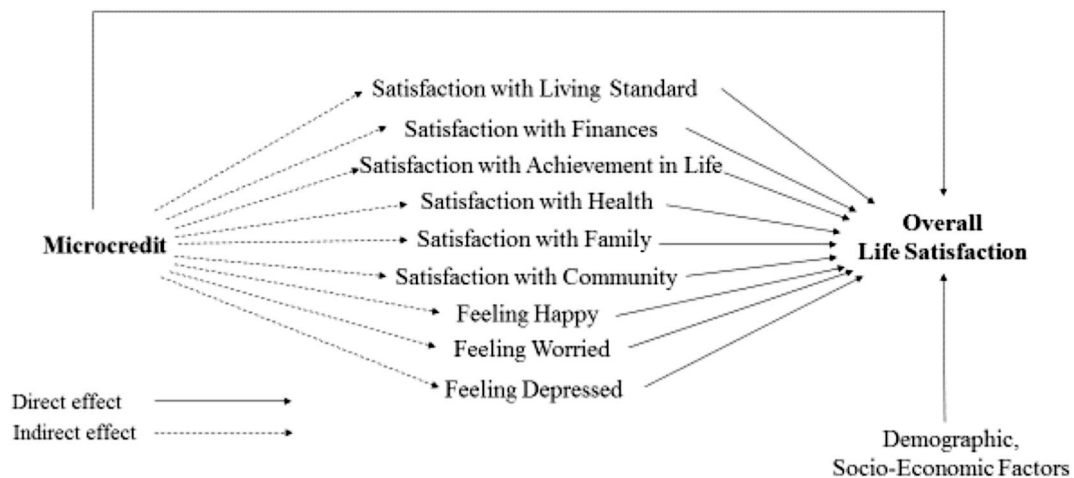 Satisfaction with Living Standard
Satisfaction with Finances
Satisfaction with Achievement in Life
Satisfaction with Health
Satisfaction with Family
Satisfaction with Community
Feeling Happy
Feeling Worried
Feeling Depressed
Microcredit
Overall
Life Satisfaction
Direct effect
Indirect effect
Demographic,
Socio-Economic Factors